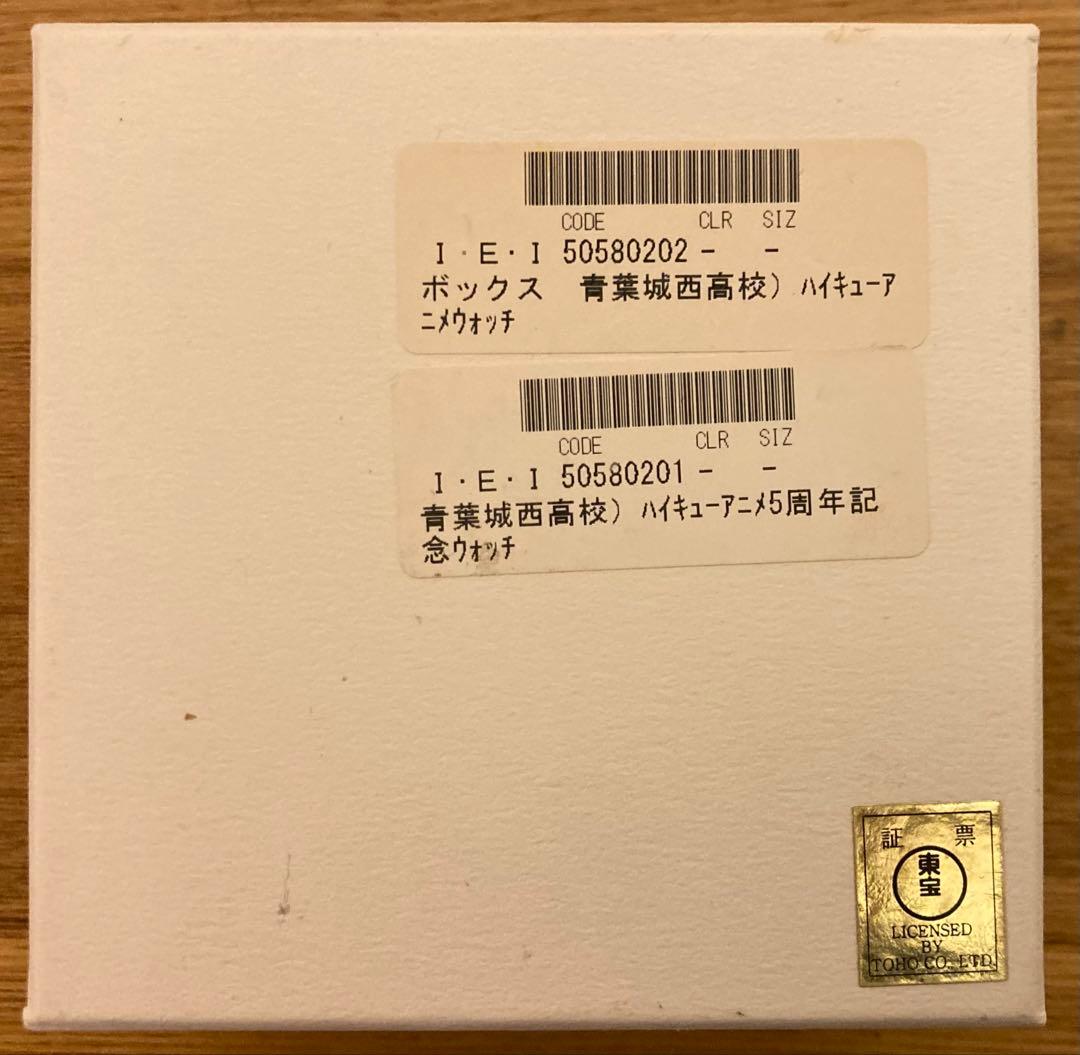 CODE CLR SIZ
I・E・I 50580202 - -
ボックス 青葉城西高校) ﾊｲｷｭｰｱ
ﾆﾒｳｫｯﾁ
CODE CLR SIZ
I・E・I 50580201 - -
青葉城西高校) ﾊｲｷｭｰｱﾆﾒ5周年記
念ｳｫｯﾁ
証 票
東宝
LICENSED
BY
TOHO CO., LTD.